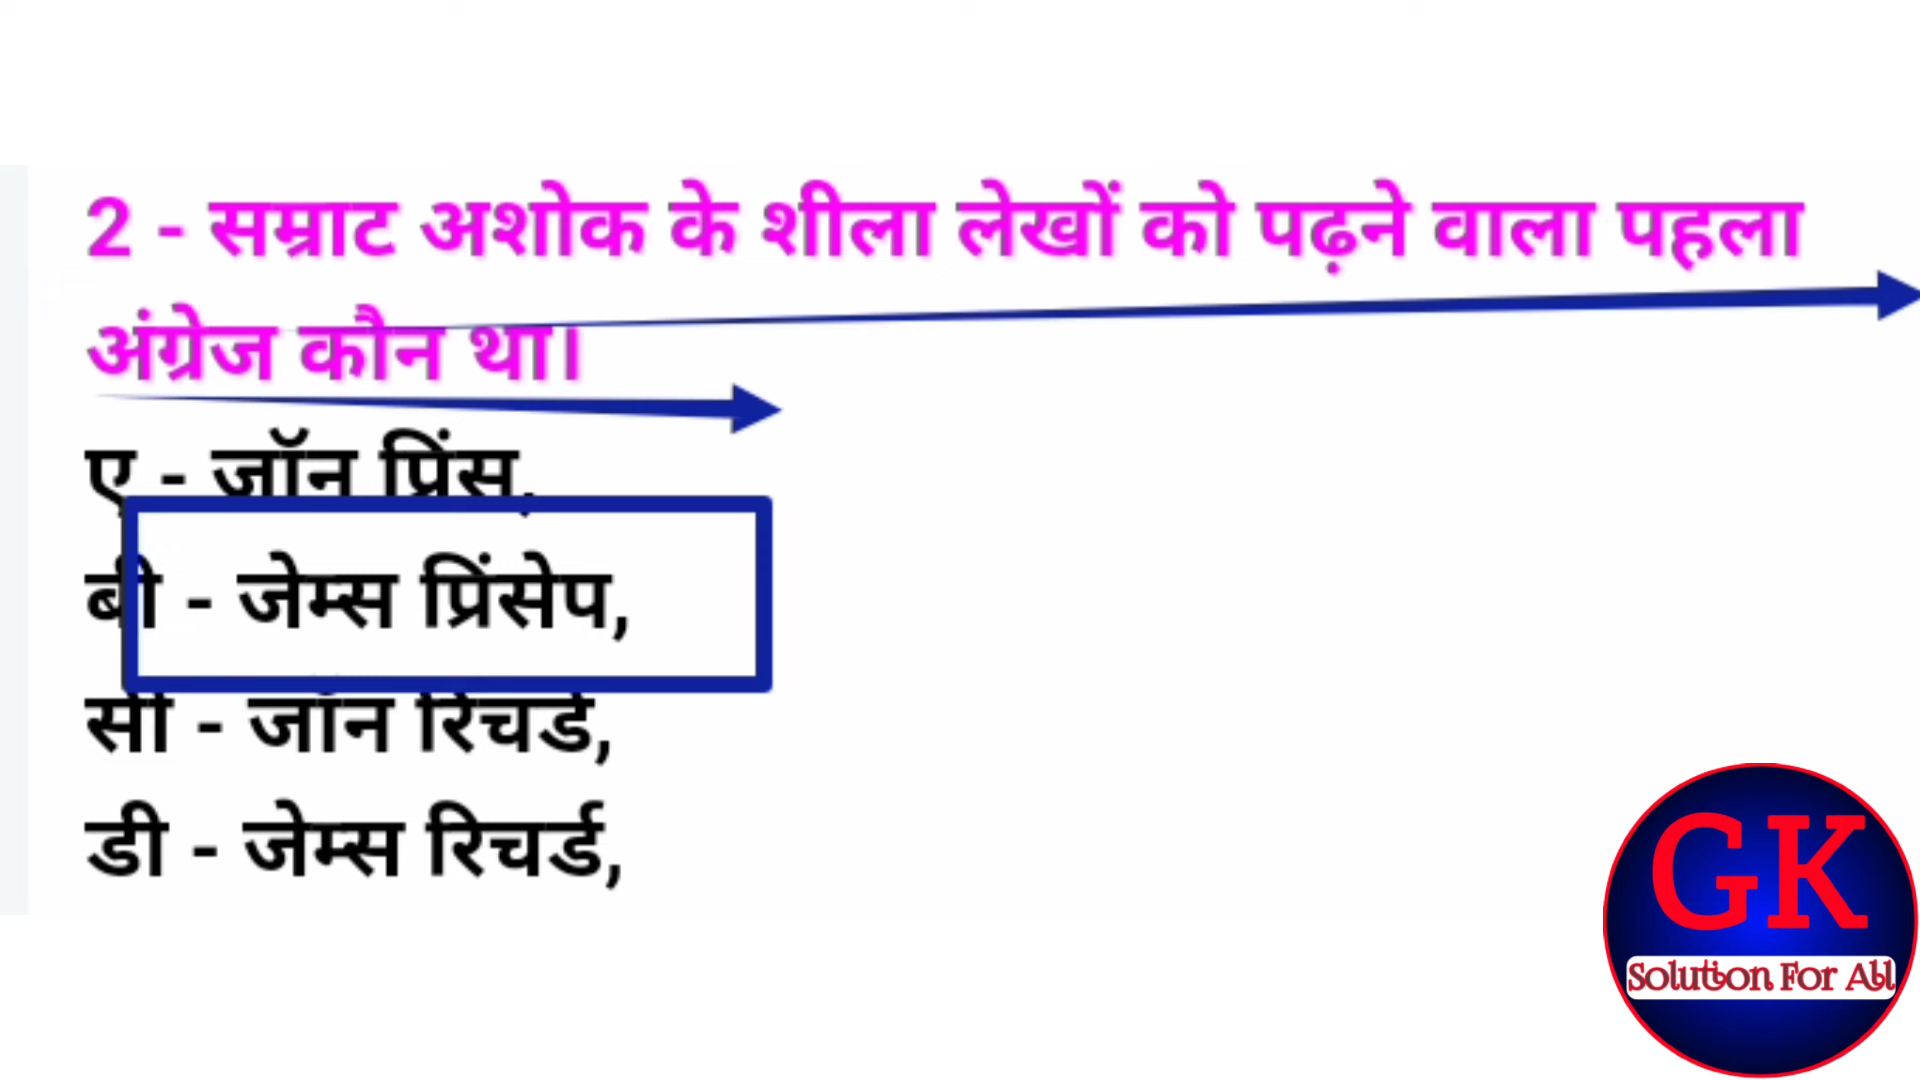 2 - सम्राट अशोक के शीला लेखों को पढ़ने वाला पहला
अंग्रेज कौन था।
ए - जॉन प्रिंस,
बी - जेम्स प्रिंसेप,
सी - जॉन रिचर्ड,
डी - जेम्स रिचर्ड,
GK
Solution For All